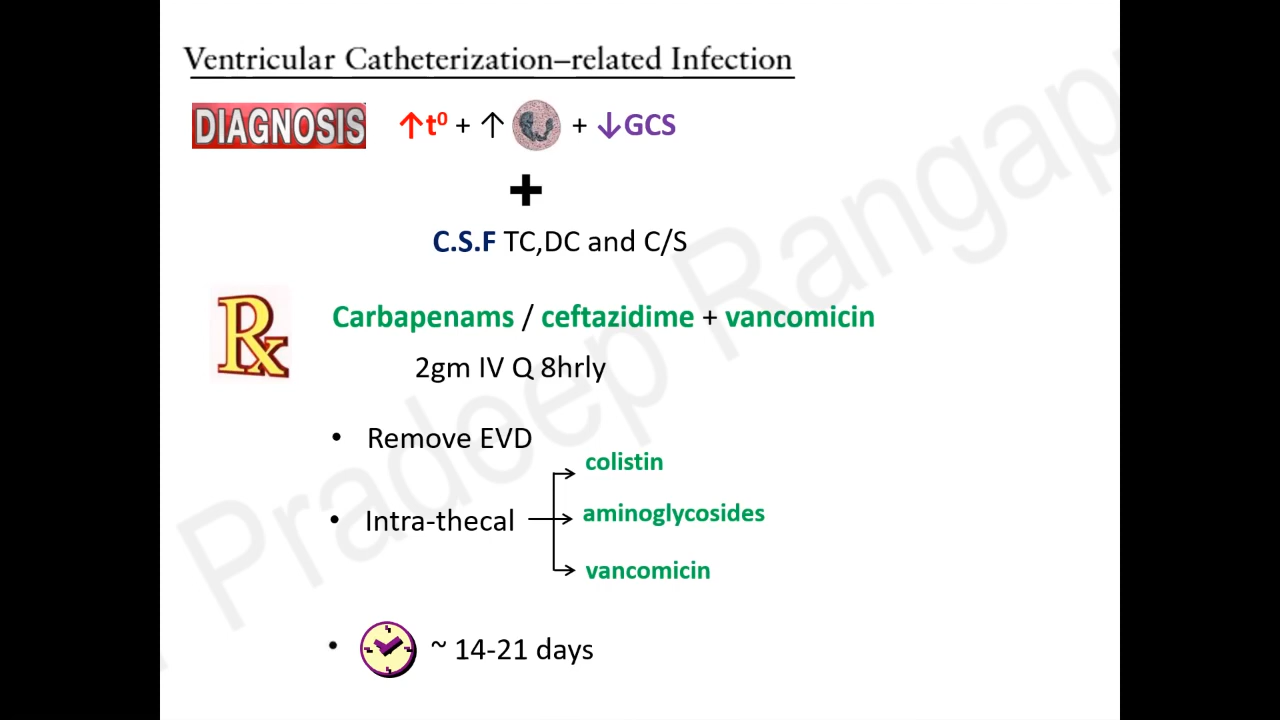 Ventricular Catheterization–related Infection
DIAGNOSIS ↑t⁰ + ↑ + ↓GCS
+
C.S.F TC,DC and C/S
Rx Carbapenams / ceftazidime + vancomicin
2gm IV Q 8hrly
• Remove EVD
colistin
• Intra-thecal aminoglycosides
vancomicin
• ~ 14-21 days
Pradeep Rangap